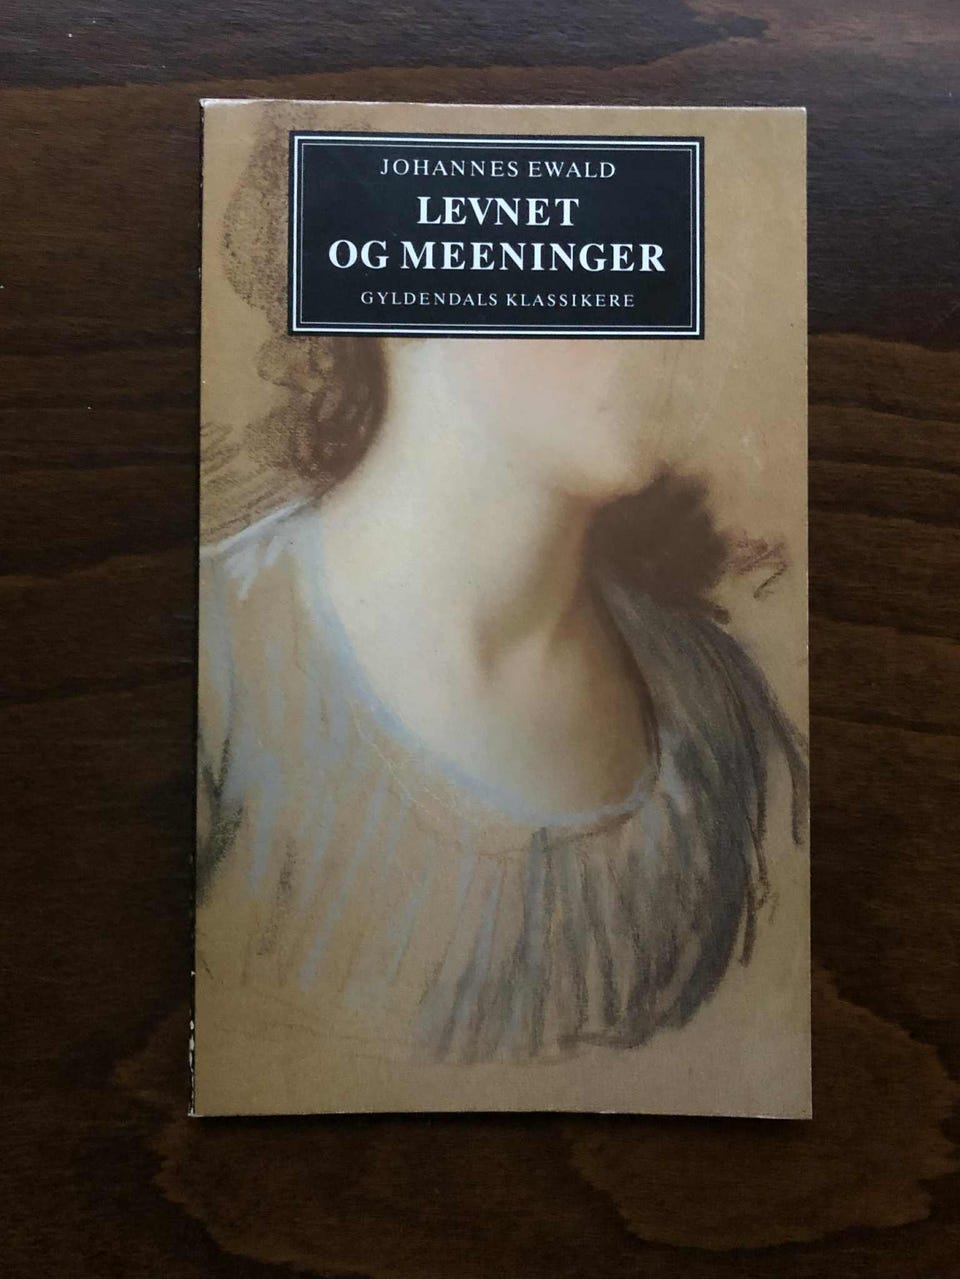 JOHANNES EWALD
LEVNET
OG MEENINGER
GYLDENDALS KLASSIKERE